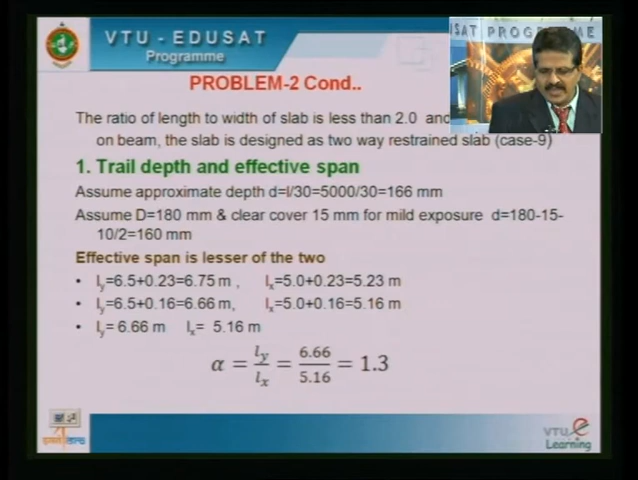 VTU - EDUSAT
Programme
SAT PROGRAMME
PROBLEM-2 Cond..
The ratio of length to width of slab is less than 2.0 and
on beam, the slab is designed as two way restrained slab (case-9)
1. Trail depth and effective span
Assume approximate depth d=l/30=5000/30=166 mm
Assume D=180 mm & clear cover 15 mm for mild exposure d=180-15-
10/2=160 mm
Effective span is lesser of the two
• ly=6.5+0.23=6.75 m , lx=5.0+0.23=5.23 m
• ly=6.5+0.16=6.66 m, lx=5.0+0.16=5.16 m
• ly= 6.66 m lx= 5.16 m
α = ly/lx = 6.66/5.16 = 1.3
VTU e
Learning